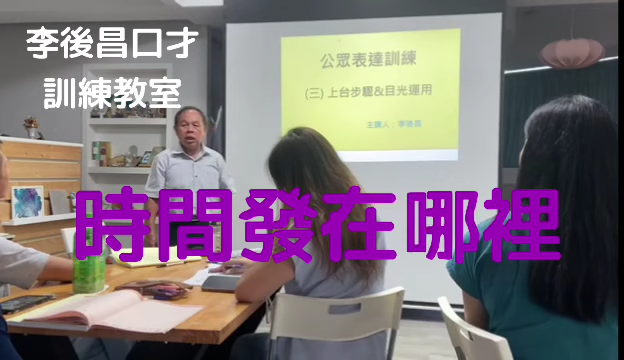 李後昌口才
訓練教室
公眾表達訓練
(三) 上台步驟&目光運用
主講人：李後昌
時間發在哪裡